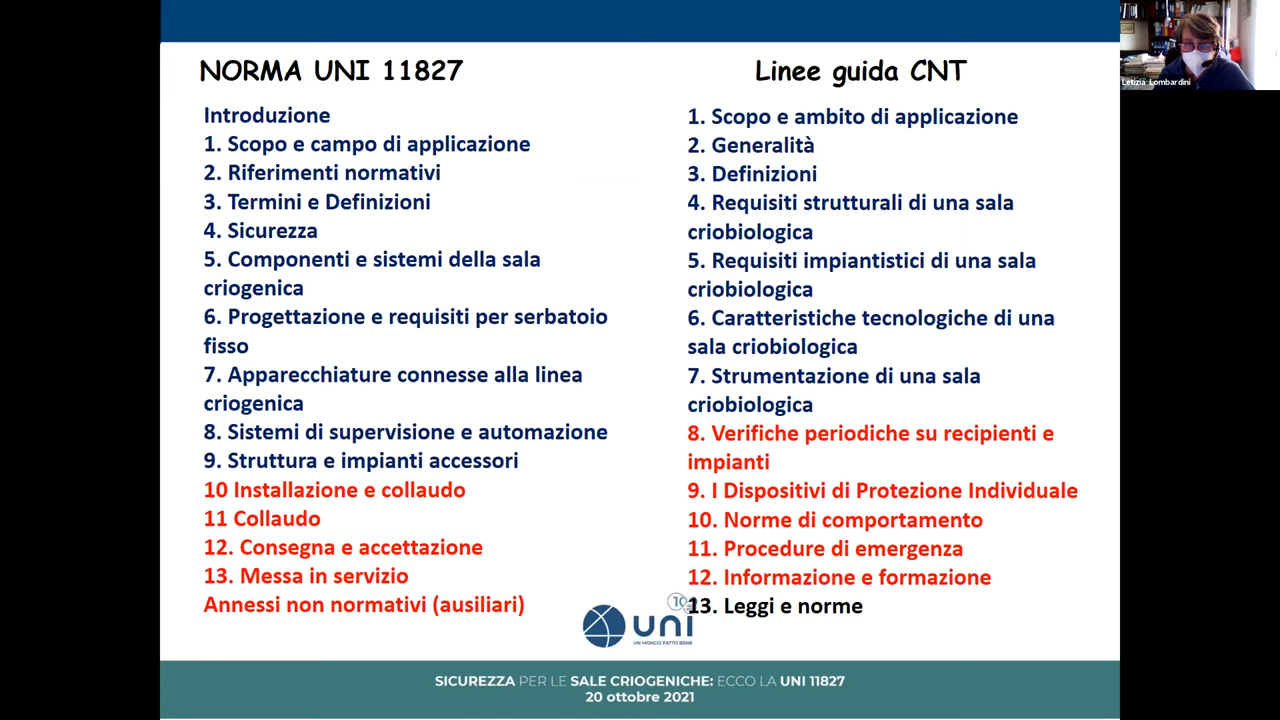 NORMA UNI 11827
Introduzione
1. Scopo e campo di applicazione
2. Riferimenti normativi
3. Termini e Definizioni
4. Sicurezza
5. Componenti e sistemi della sala
criogenica
6. Progettazione e requisiti per serbatoio
fisso
7. Apparecchiature connesse alla linea
criogenica
8. Sistemi di supervisione e automazione
9. Struttura e impianti accessori
10 Installazione e collaudo
11 Collaudo
12. Consegna e accettazione
13. Messa in servizio
Annessi non normativi (ausiliari)
Linee guida CNT
1. Scopo e ambito di applicazione
2. Generalità
3. Definizioni
4. Requisiti strutturali di una sala
criobiologica
5. Requisiti impiantistici di una sala
criobiologica
6. Caratteristiche tecnologiche di una
sala criobiologica
7. Strumentazione di una sala
criobiologica
8. Verifiche periodiche su recipienti e
impianti
9. I Dispositivi di Protezione Individuale
10. Norme di comportamento
11. Procedure di emergenza
12. Informazione e formazione
13. Leggi e norme
uni
UN MONDO FATTO BENE
SICUREZZA PER LE SALE CRIOGENICHE: ECCO LA UNI 11827
20 ottobre 2021
Letizia Lombardini